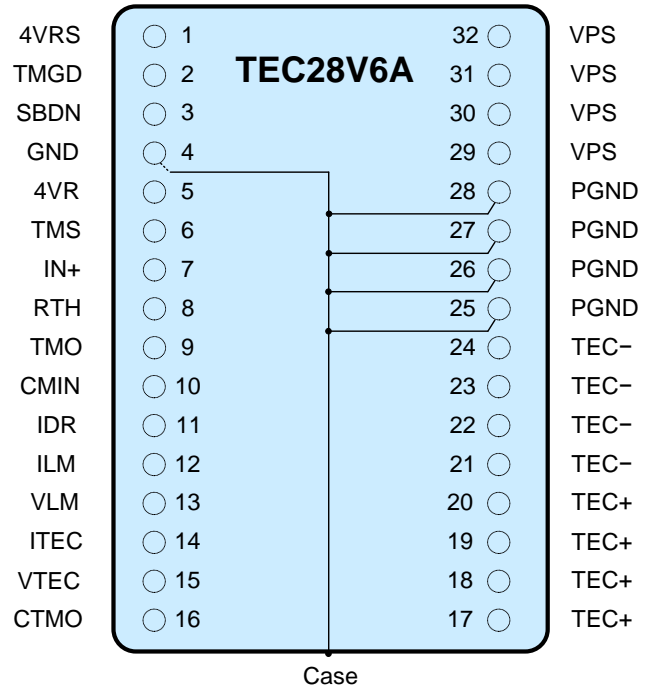 4VRS 1 TEC28V6A 32 VPS
TMGD 2 31 VPS
SBDN 3 30 VPS
GND 4 29 VPS
4VR 5 28 PGND
TMS 6 27 PGND
IN+ 7 26 PGND
RTH 8 25 PGND
TMO 9 24 TEC−
CMIN 10 23 TEC−
IDR 11 22 TEC−
ILM 12 21 TEC−
VLM 13 20 TEC+
ITEC 14 19 TEC+
VTEC 15 18 TEC+
CTMO 16 17 TEC+
Case